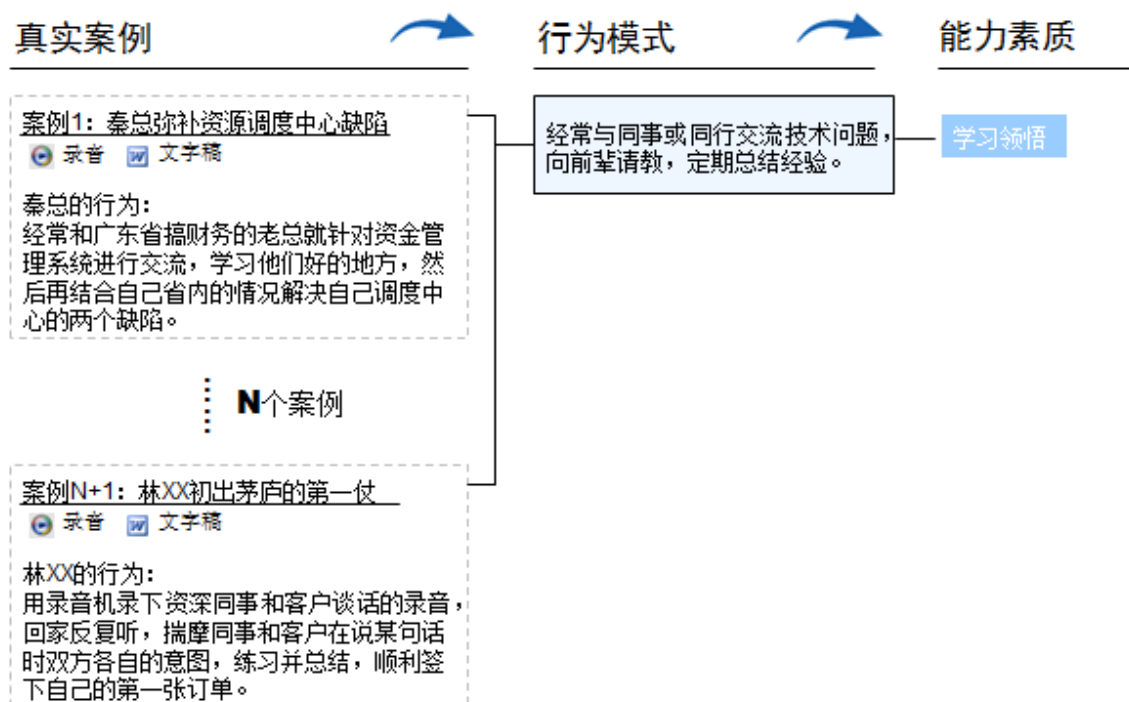 真实案例
行为模式
能力素质
案例1：秦总弥补资源调度中心缺陷
录音 文字稿
秦总的行为：
经常和广东省搞财务的老总就针对资金管
理系统进行交流，学习他们好的地方，然
后再结合自己省内的情况解决自己调度中
心的两个缺陷。
N个案例
案例N+1：林XX初出茅庐的第一仗
录音 文字稿
林XX的行为：
用录音机录下资深同事和客户谈话的录音，
回家反复听，揣摩同事和客户在说某句话
时双方各自的意图，练习并总结，顺利签
下自己的第一张订单。
经常与同事或同行交流技术问题，
向前辈请教，定期总结经验。
学习领悟